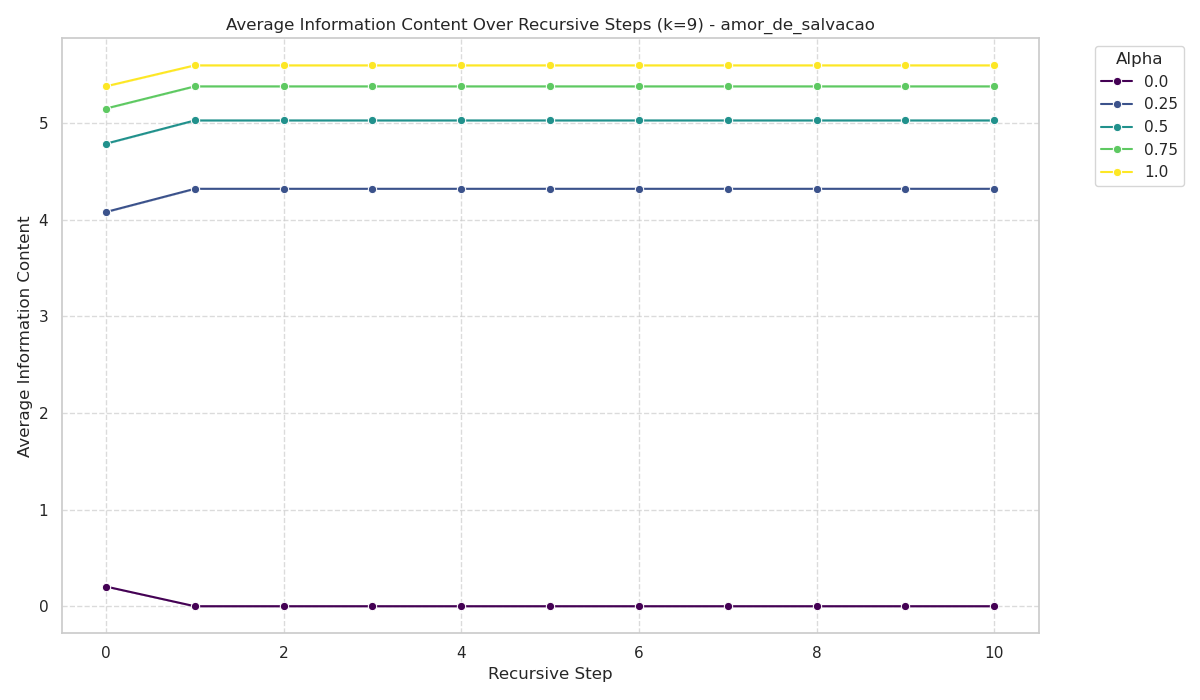 Average Information Content Over Recursive Steps (k=9) - amor_de_salvacao
Alpha
0.0
0.25
0.5
0.75
1.0
Average Information Content
5
4
3
2
1
0
0 2 4 6 8 10
Recursive Step